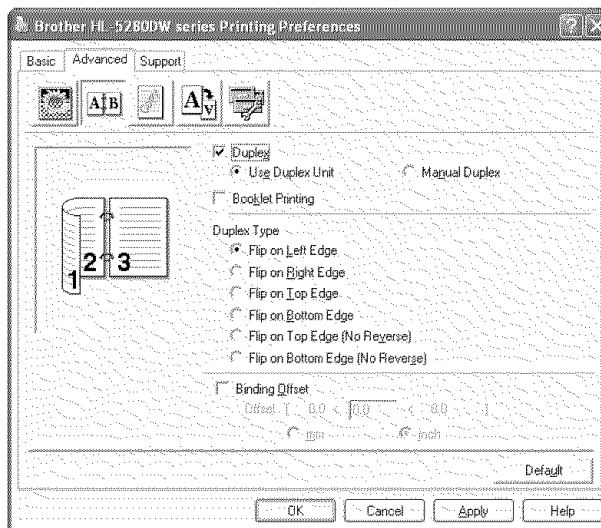 Brother HL-5280DW series Printing Preferences
Basic Advanced Support
A B A V
Duplex
Use Duplex Unit Manual Duplex
Booklet Printing
1 2 3
Duplex Type
Flip on Left Edge
Flip on Right Edge
Flip on Top Edge
Flip on Bottom Edge
Flip on Top Edge (No Reverse)
Flip on Bottom Edge (No Reverse)
Binding Offset
Offset [ 0.0 < 0.0 < 8.0 ]
mm inch
Default
OK Cancel Apply Help